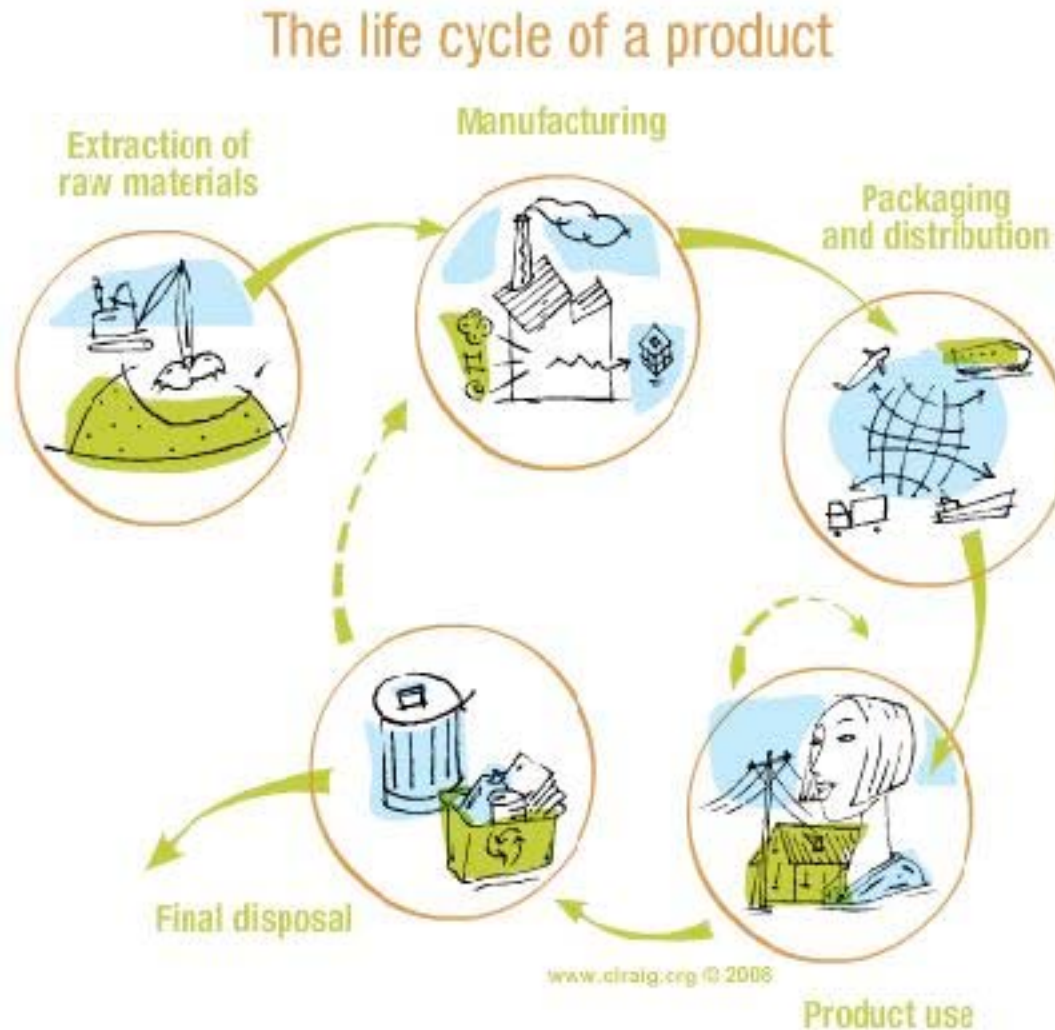 The life cycle of a product
Extraction of
raw materials
Manufacturing
Packaging
and distribution
Final disposal
www.ciraig.org © 2008
Product use